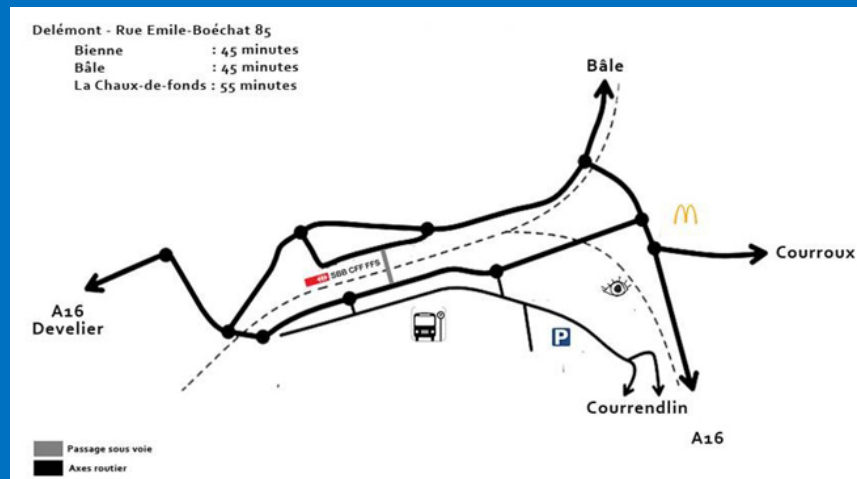 Delémont - Rue Emile-Boéchat 85
Bienne : 45 minutes
Bâle : 45 minutes
La Chaux-de-fonds : 55 minutes
Bâle
Courroux
SBB CFF FFS
A16
Develier
P
Courrendlin
A16
Passage sous voie
Axes routier